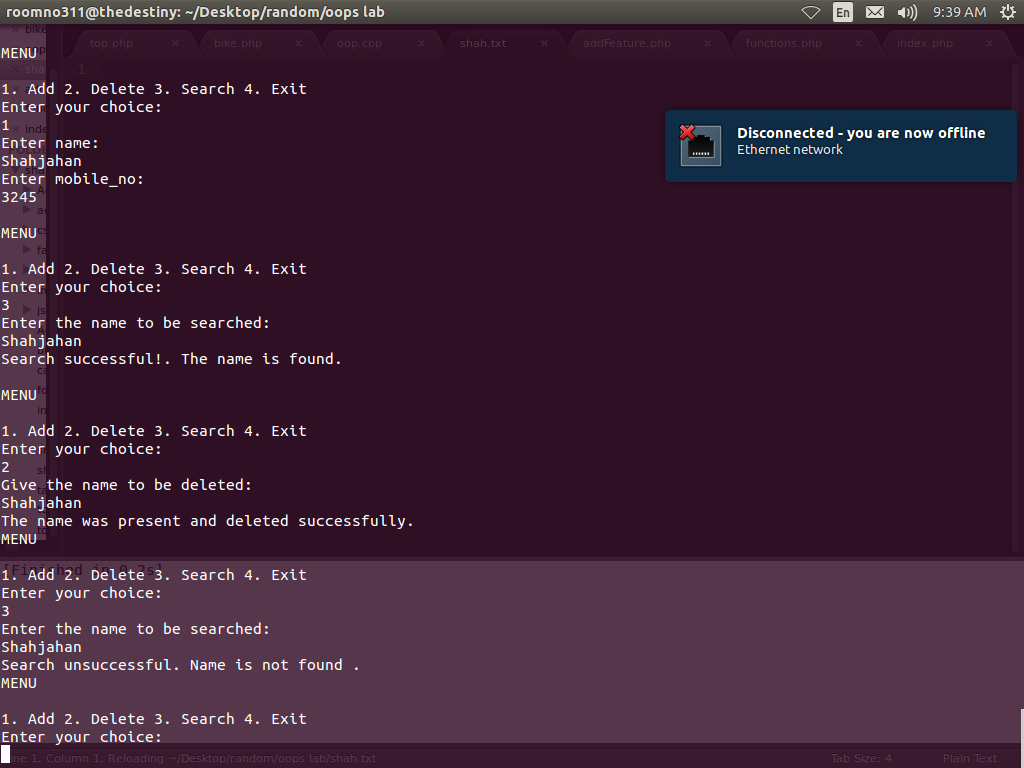 roomno311@thedestiny: ~/Desktop/random/oops lab
En
9:39 AM
top.php × bike.php × oop.cpp × shah.txt × addFeature.php × functions.php × index.php ×
1
MENU
1. Add 2. Delete 3. Search 4. Exit
Enter your choice:
1
Enter name:
Shahjahan
Enter mobile_no:
3245
Disconnected - you are now offline
Ethernet network
MENU
1. Add 2. Delete 3. Search 4. Exit
Enter your choice:
3
Enter the name to be searched:
Shahjahan
Search successful!. The name is found.
MENU
1. Add 2. Delete 3. Search 4. Exit
Enter your choice:
2
Give the name to be deleted:
Shahjahan
The name was present and deleted successfully.
MENU
[Finished in 0.2s]
1. Add 2. Delete 3. Search 4. Exit
Enter your choice:
3
Enter the name to be searched:
Shahjahan
Search unsuccessful. Name is not found .
MENU
1. Add 2. Delete 3. Search 4. Exit
Enter your choice:
ne 1, Column 1; Reloading ~/Desktop/random/oops lab/shah.txt
Tab Size: 4
Plain Text